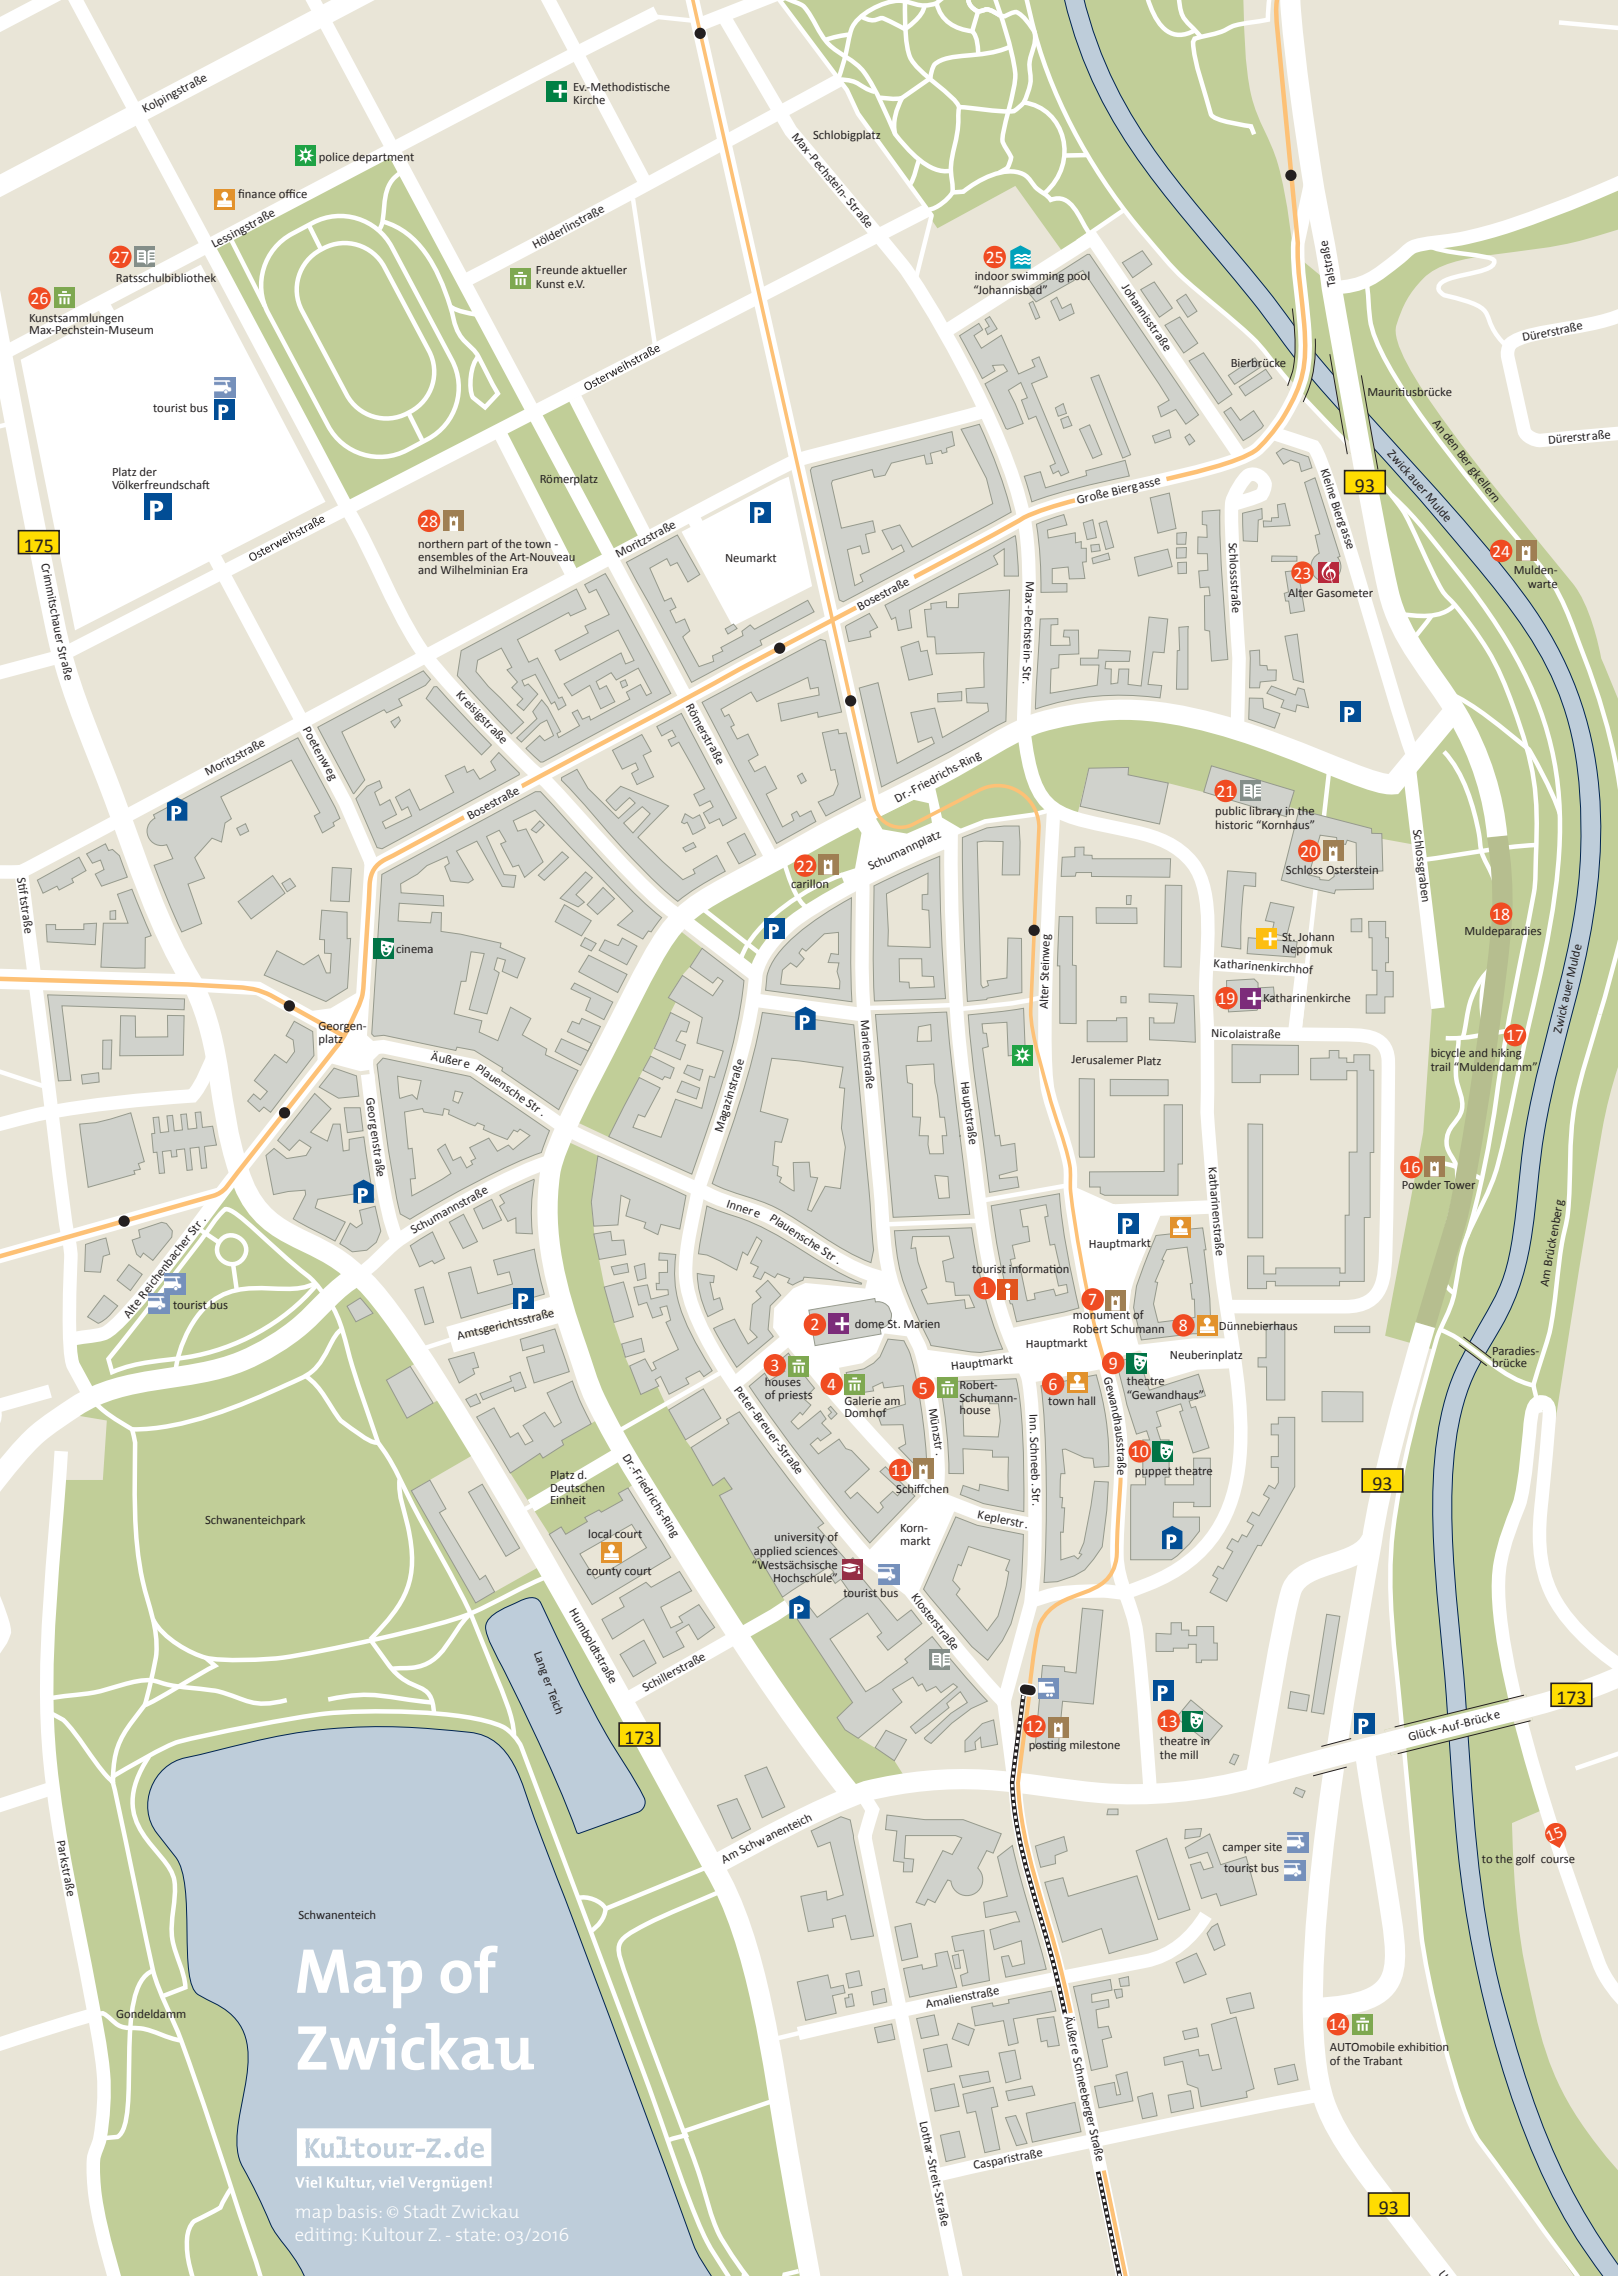 Kolpingstraße
Ev.-Methodistische
Kirche
Schlobigplatz
Max-Pechstein- Straße
police department
finance office
Lessingstraße
Hölderlinstraße
27
Ratsschulbibliothek
26
Kunstsammlungen
Max-Pechstein-Museum
Freunde aktueller
Kunst e.V.
25
indoor swimming pool
“Johannisbad”
Johannisstraße
Talstraße
Dürerstraße
Bierbrücke
Mauritiusbrücke
Osterweihstraße
tourist bus
P
An den Bergkellern
Dürerstraße
Platz der
Völkerfreundschaft
P
Römerplatz
Zwickauer Mulde
93
Große Biergasse
Kleine Biergasse
175
28
northern part of the town -
ensembles of the Art-Nouveau
and Wilhelminian Era
Osterweihstraße
Moritzstraße
P
Neumarkt
Bosestraße
Max-Pechstein- Str.
Schlossstraße
23
Alter Gasometer
24
Mulden-
warte
Crimmitschauer Straße
Kreisigstraße
Römerstraße
P
Moritzstraße
Poetenweg
Dr.-Friedrichs-Ring
P
Bosestraße
21
public library in the
historic “Kornhaus”
20
Schloss Osterstein
Schlossgraben
Schumannplatz
22
carillon
Stiftstraße
cinema
P
18
Muldeparadies
St. Johann
Nepomuk
Katharinenkirchhof
Alter Steinweg
19
Katharinenkirche
Zwickauer Mulde
P
Georgen-
platz
Nicolaistraße
17
bicycle and hiking
trail “Muldendamm”
Äußere Plauensche Str.
Marienstraße
Jerusalemer Platz
Magazinstraße
Hauptstraße
Georgenstraße
16
Powder Tower
P
Schumannstraße
Katharinenstraße
Innere Plauensche Str.
P
Hauptmarkt
Am Brückenberg
Alte Reichenbacher Str.
tourist bus
P
tourist information
1
Amtsgerichtsstraße
2
dome St. Marien
7
monument of
Robert Schumann
8
Dünnebierhaus
Hauptmarkt
Hauptmarkt
Neuberinplatz
Paradies-
brücke
3
houses
of priests
4
Galerie am
Domhof
5
Robert-
Schumann-
house
6
town hall
9
theatre
“Gewandhaus”
Peter-Breuer-Straße
Münzstr.
Inn. Schneeb. Str.
Gewandhausstraße
10
puppet theatre
11
Schiffchen
93
Platz d.
Deutschen
Einheit
Dr.-Friedrichs-Ring
Schwanenteichpark
local court
county court
university of
applied sciences
“Westsächsische
Hochschule”
Korn-
markt
Keplerstr.
P
tourist bus
Klosterstraße
P
Humboldtstraße
Langer Teich
Schillerstraße
173
12
posting milestone
P
13
theatre in
the mill
P
Glück-Auf-Brücke
173
Am Schwanenteich
Parkstraße
camper site
tourist bus
15
to the golf course
Schwanenteich
Map of
Zwickau
Gondeldamm
Amalienstraße
14
AUTOmobile exhibition
of the Trabant
Äußere Schneeberger Straße
Lothar-Streit-Straße
Casparistraße
93
Kultour-Z.de
Viel Kultur, viel Vergnügen!
map basis: © Stadt Zwickau
editing: Kultour Z. - state: 03/2016